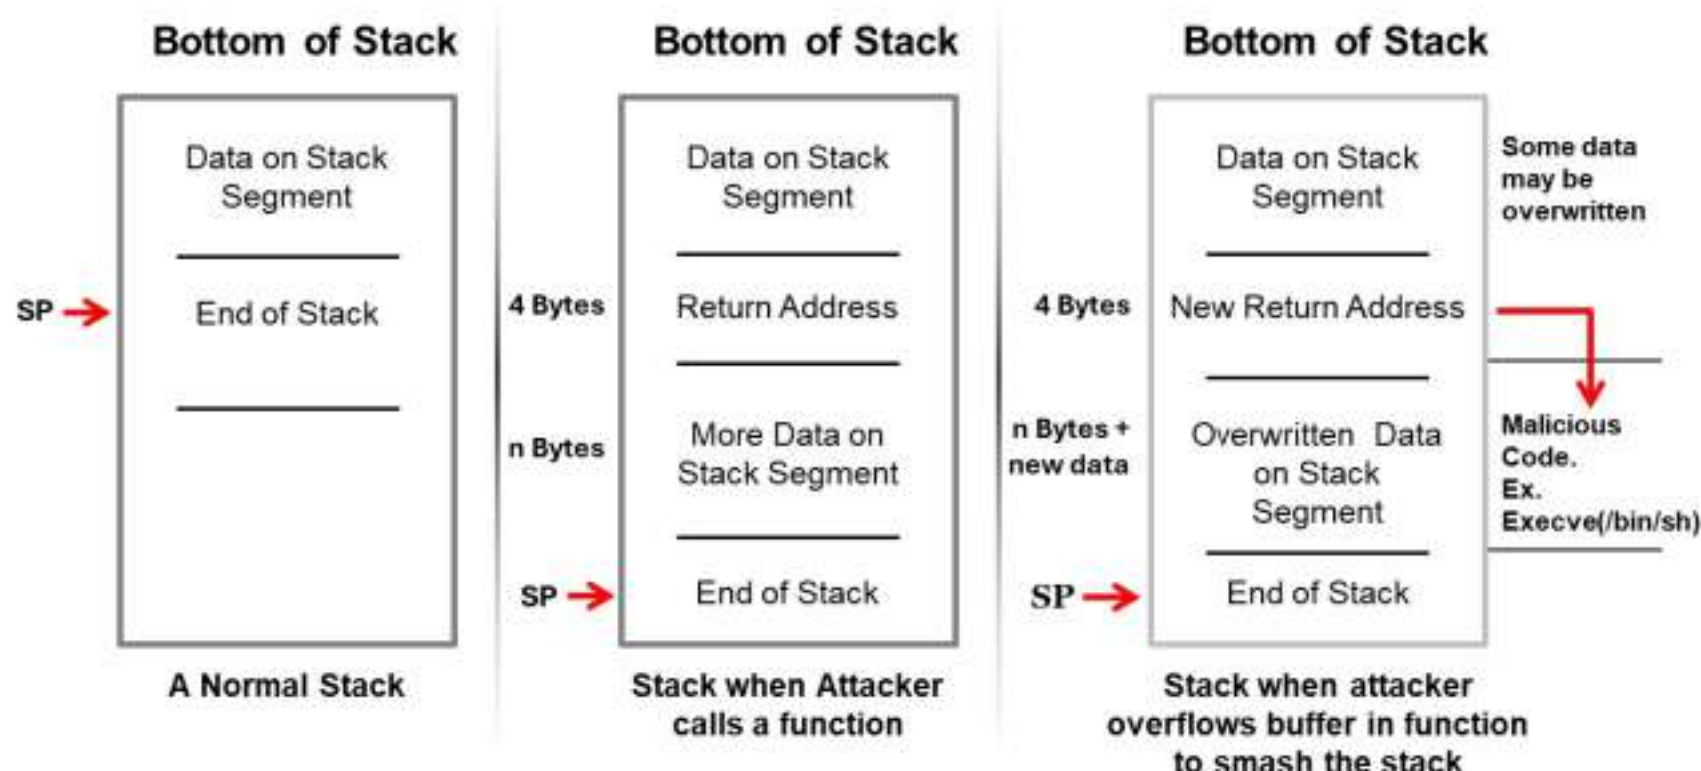 Bottom of Stack
Data on Stack
Segment
SP
End of Stack
A Normal Stack
Bottom of Stack
Data on Stack
Segment
4 Bytes
Return Address
n Bytes
More Data on
Stack Segment
SP
End of Stack
Stack when Attacker
calls a function
Bottom of Stack
Data on Stack
Segment
Some data
may be
overwritten
4 Bytes
New Return Address
n Bytes +
new data
Overwritten Data
on Stack
Segment
Malicious
Code.
Ex.
Execve(/bin/sh)
SP
End of Stack
Stack when attacker
overflows buffer in function
to smash the stack